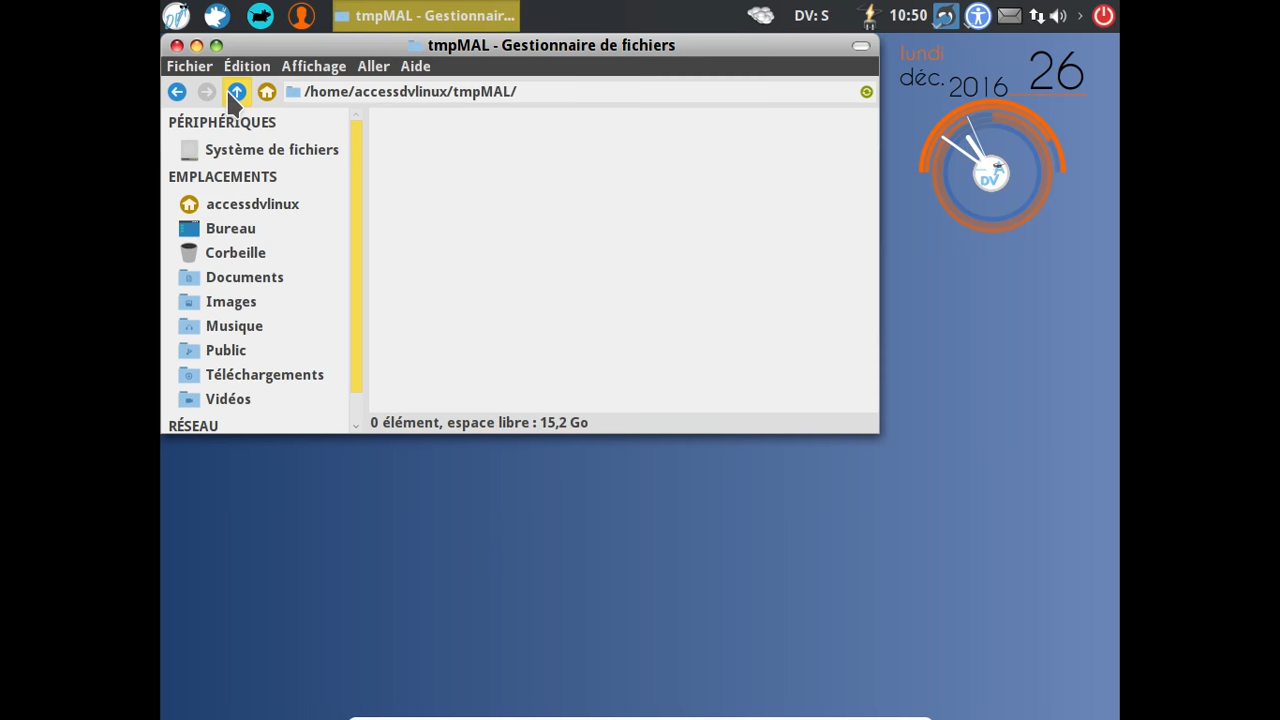 tmpMAL - Gestionnair...
DV: S
10:50
tmpMAL - Gestionnaire de fichiers
Fichier Édition Affichage Aller Aide
/home/accessdvlinux/tmpMAL/
PÉRIPHÉRIQUES
Système de fichiers
EMPLACEMENTS
accessdvlinux
Bureau
Corbeille
Documents
Images
Musique
Public
Téléchargements
Vidéos
RÉSEAU
0 élément, espace libre : 15,2 Go
lundi
déc. 2016 26
DV